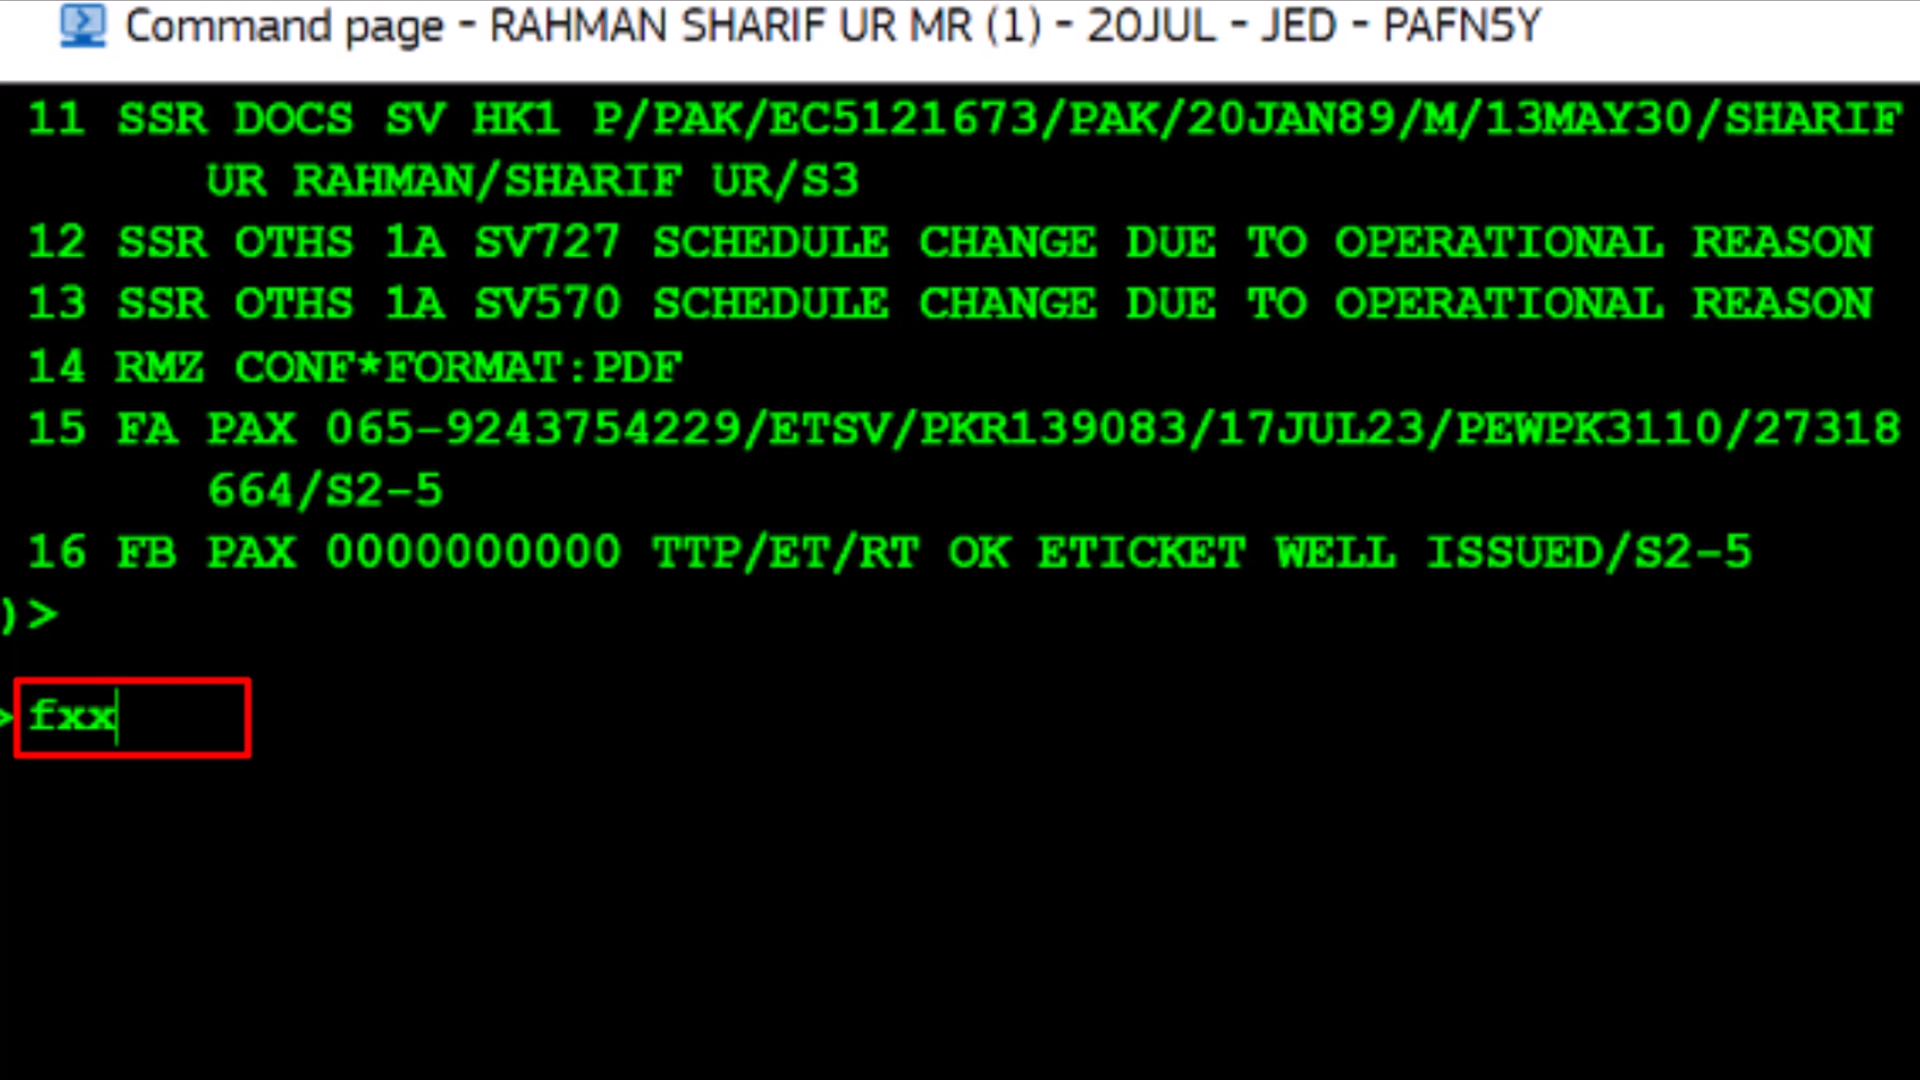 Command page - RAHMAN SHARIF UR MR (1) - 20JUL - JED - PAFN5Y
11 SSR DOCS SV HK1 P/PAK/EC5121673/PAK/20JAN89/M/13MAY30/SHARIF
UR RAHMAN/SHARIF UR/S3
12 SSR OTHS 1A SV727 SCHEDULE CHANGE DUE TO OPERATIONAL REASON
13 SSR OTHS 1A SV570 SCHEDULE CHANGE DUE TO OPERATIONAL REASON
14 RMZ CONF*FORMAT:PDF
15 FA PAX 065-9243754229/ETSV/PKR139083/17JUL23/PEWPK3110/27318
664/S2-5
16 FB PAX 0000000000 TTP/ET/RT OK ETICKET WELL ISSUED/S2-5
)>
>fxx